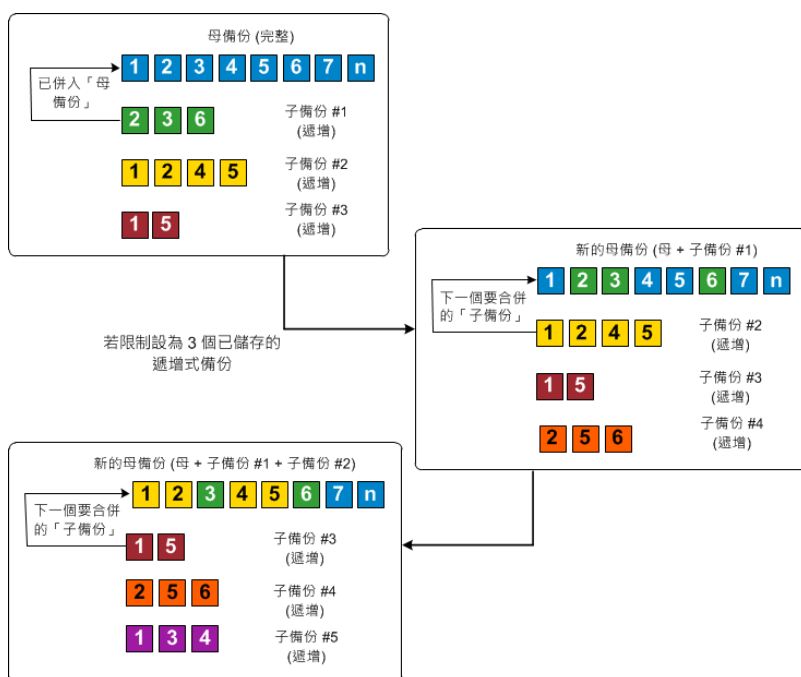 母備份 (完整)
1 2 3 4 5 6 7 n
已併入「母
備份」
2 3 6
子備份 #1
(遞增)
1 2 4 5
子備份 #2
(遞增)
1 5
子備份 #3
(遞增)
若限制設為 3 個已儲存的
遞增式備份
新的母備份 (母 + 子備份 #1)
1 2 3 4 5 6 7 n
下一個要合併
的「子備份」
1 2 4 5
子備份 #2
(遞增)
1 5
子備份 #3
(遞增)
2 5 6
子備份 #4
(遞增)
新的母備份 (母 + 子備份 #1 + 子備份 #2)
1 2 3 4 5 6 7 n
下一個要合併
的「子備份」
1 5
子備份 #3
(遞增)
2 5 6
子備份 #4
(遞增)
1 3 4
子備份 #5
(遞增)